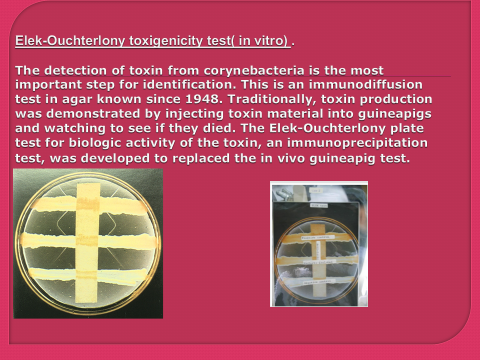 Elek-Ouchterlony toxigenicity test( in vitro) .
The detection of toxin from corynebacteria is the most
important step for identification. This is an immunodiffusion
test in agar known since 1948. Traditionally, toxin production
was demonstrated by injecting toxin material into guineapigs
and watching to see if they died. The Elek-Ouchterlony plate
test for biologic activity of the toxin, an immunoprecipitation
test, was developed to replaced the in vivo guineapig test.